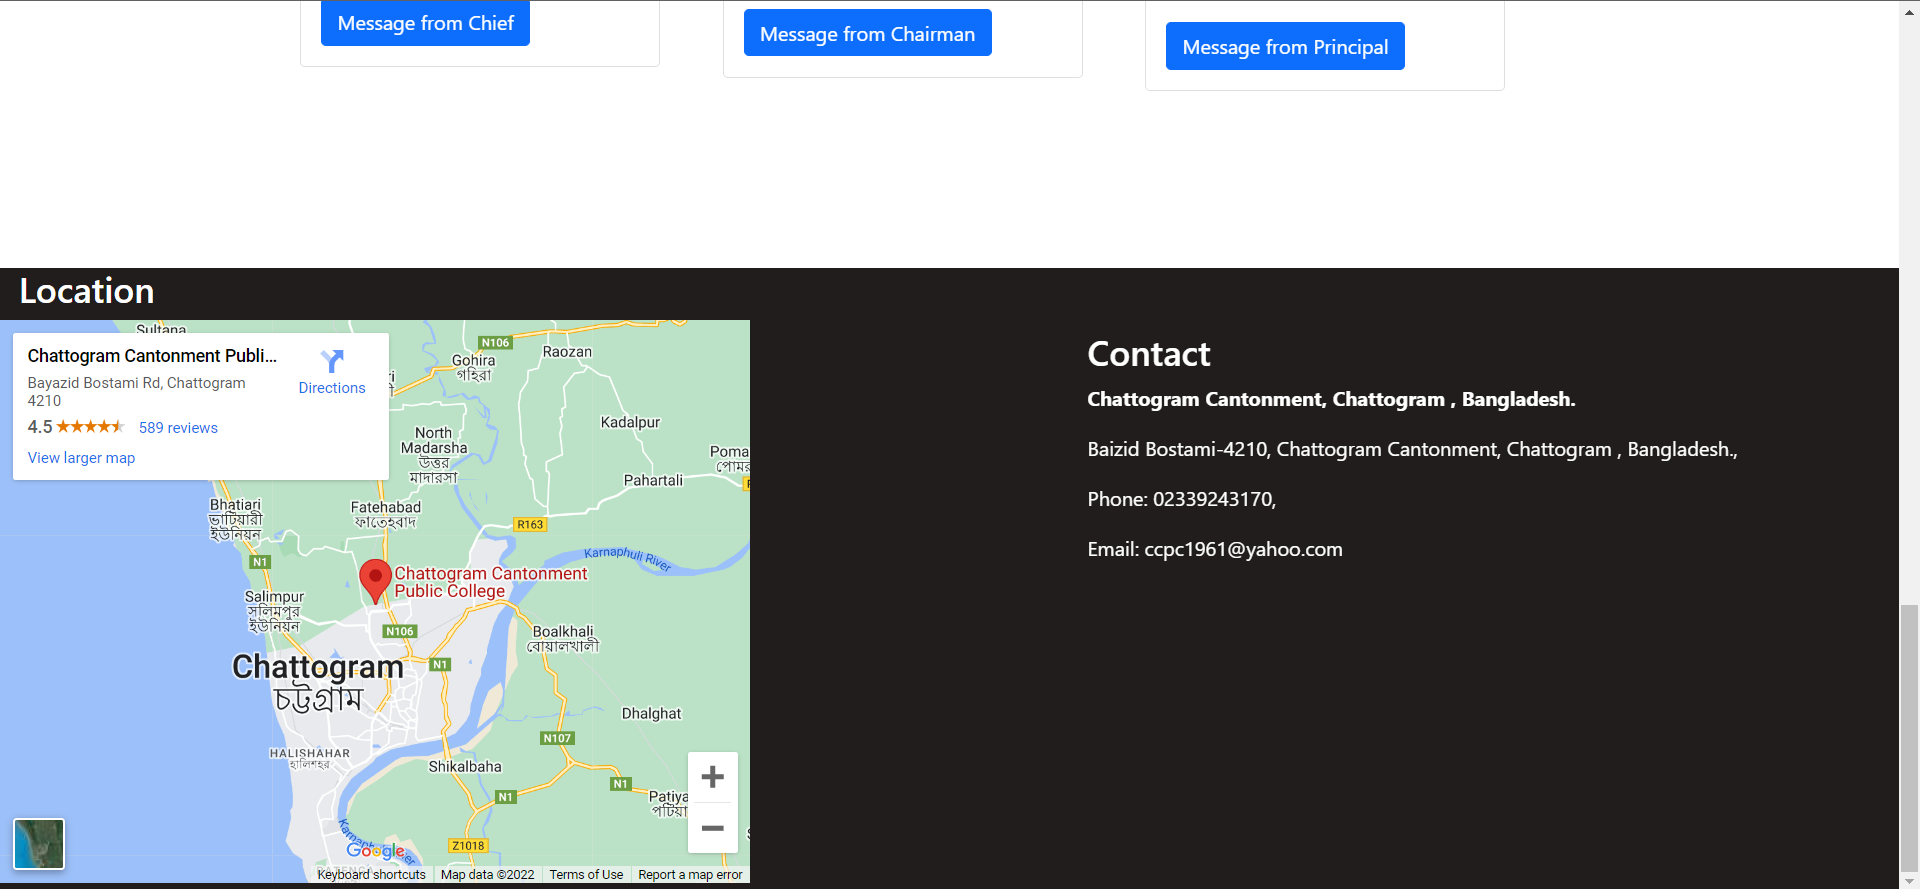 Message from Chief
Message from Chairman
Message from Principal
Location
Sultana
Chattogram Cantonment Publi...
Bayazid Bostami Rd, Chattogram
4210
Directions
4.5
589 reviews
View larger map
N106
Gohira
গহিরা
Raozan
Kadalpur
North
Madarsha
উত্তর
মাদারসা
Poma
Pahartali
Bhatiari
ভাটিয়ারী
ইউনিয়ন
Fatehabad
ফাতেহবাদ
R163
Karnaphuli River
N1
Chattogram Cantonment
Public College
Salimpur
সলিমপুর
ইউনিয়ন
N106
Boalkhali
বোয়ালখালী
N1
Chattogram
চট্টগ্রাম
Dhalghat
N107
HALISHAHAR
হালিশহর
Shikalbaha
N1
N1
Patiya
Z1018
Google
Keyboard shortcuts
Map data ©2022
Terms of Use
Report a map error
Contact
Chattogram Cantonment, Chattogram , Bangladesh.
Baizid Bostami-4210, Chattogram Cantonment, Chattogram , Bangladesh.,
Phone: 02339243170,
Email: ccpc1961@yahoo.com